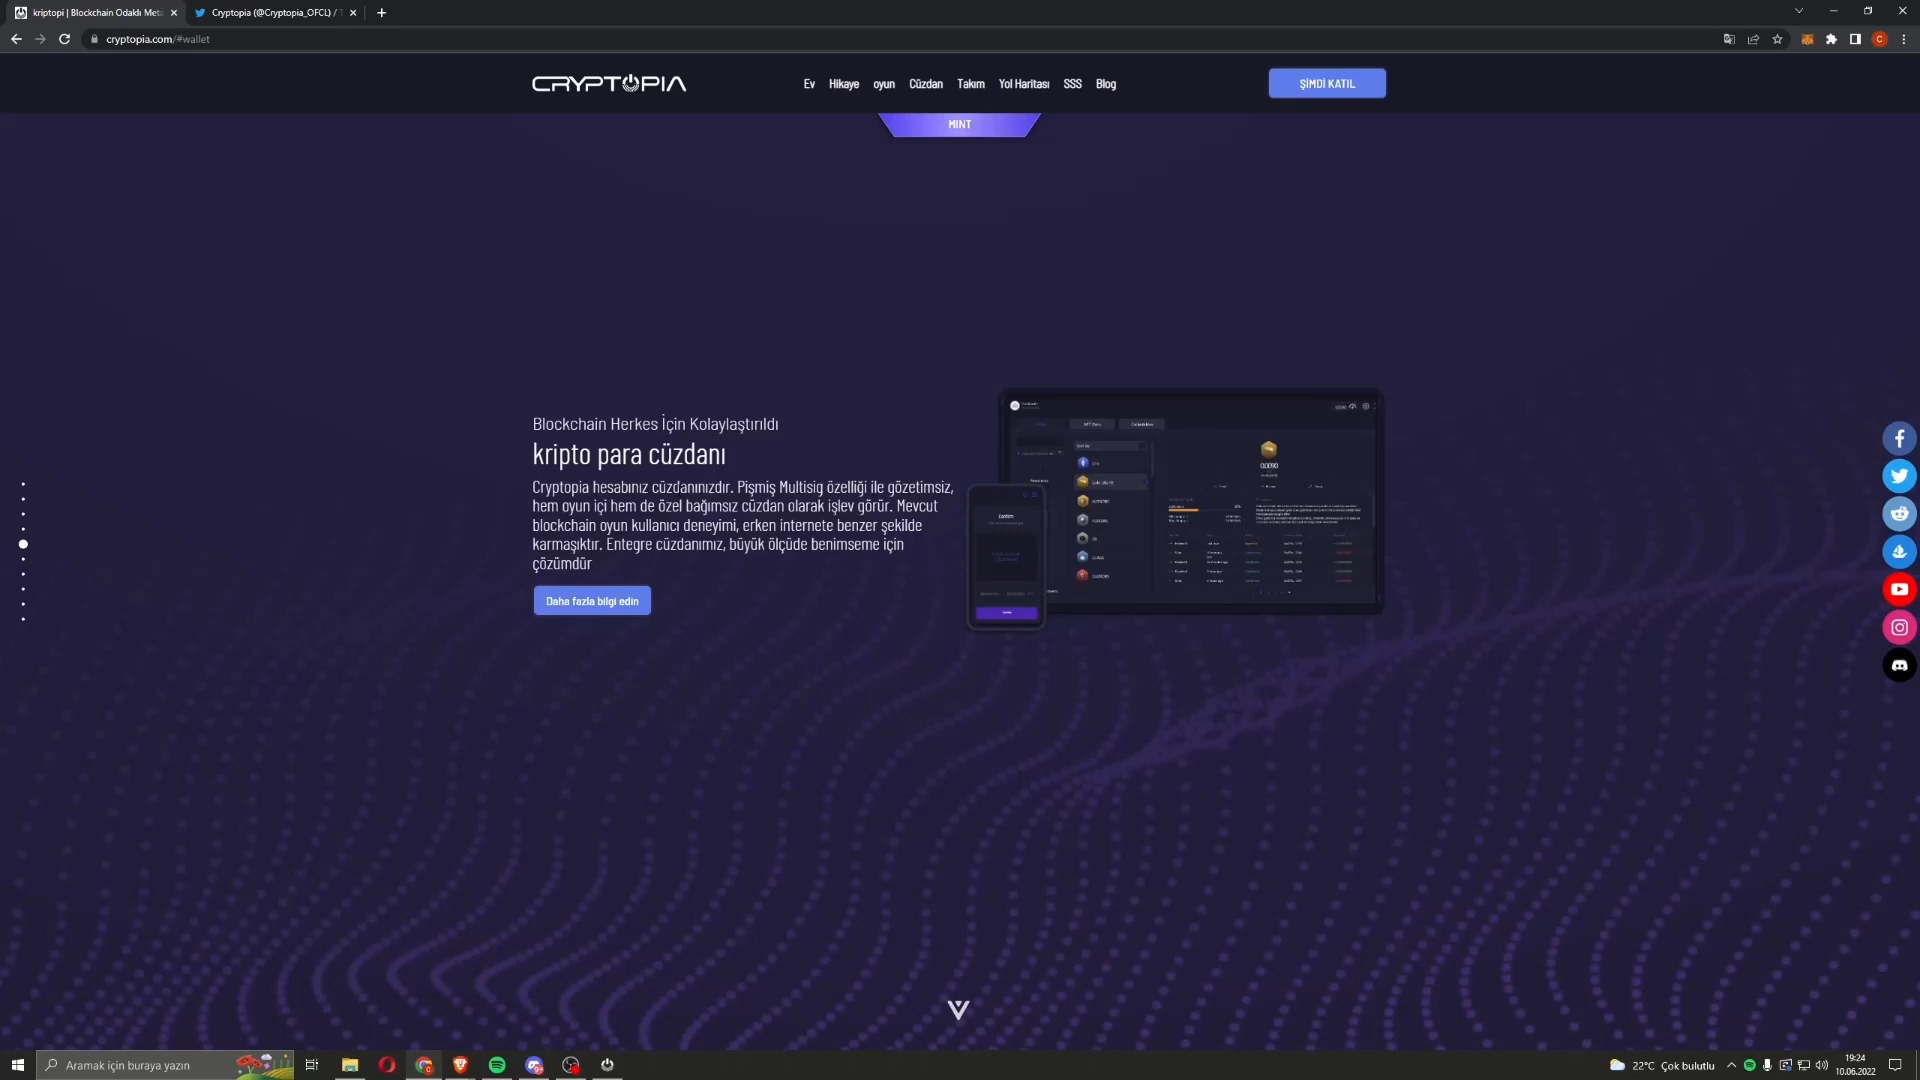 kriptopi | Blockchain Odaklı Meta
Cryptopia (@Cryptopia_OFCL) / T
cryptopia.com/#wallet
C
CRYPTOPIA
Ev
Hikaye
oyun
Cüzdan
Takım
Yol Haritası
SSS
Blog
ŞİMDİ KATIL
MINT
Blockchain Herkes İçin Kolaylaştırıldı
kripto para cüzdanı
Cryptopia hesabınız cüzdanınızdır. Pişmiş Multisig özelliği ile gözetimsiz,
hem oyun içi hem de özel bağımsız cüzdan olarak işlev görür. Mevcut
blockchain oyun kullanıcı deneyimi, erken internete benzer şekilde
karmaşıktır. Entegre cüzdanımız, büyük ölçüde benimseme için
çözümdür
Daha fazla bilgi edin
Aramak için buraya yazın
22°C Çok bulutlu
19:24
10.06.2022